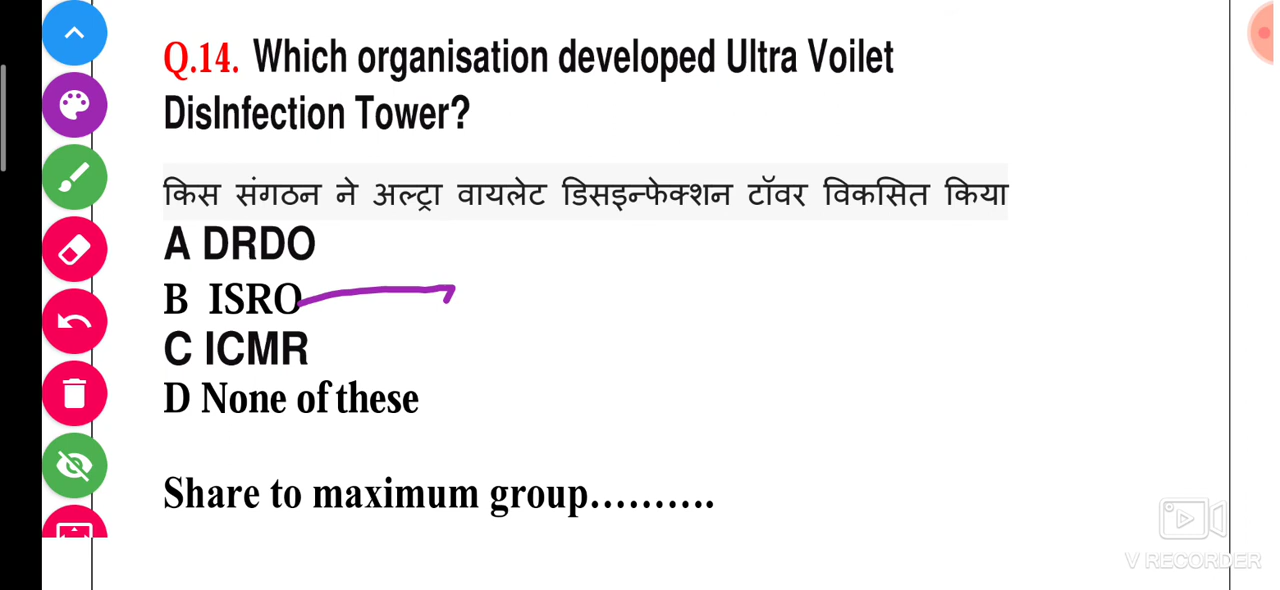 Q.14. Which organisation developed Ultra Voilet
DisInfection Tower?
किस संगठन ने अल्ट्रा वायलेट डिसइन्फेक्शन टॉवर विकसित किया
A DRDO
B ISRO
C ICMR
D None of these
Share to maximum group..........
V RECORDER